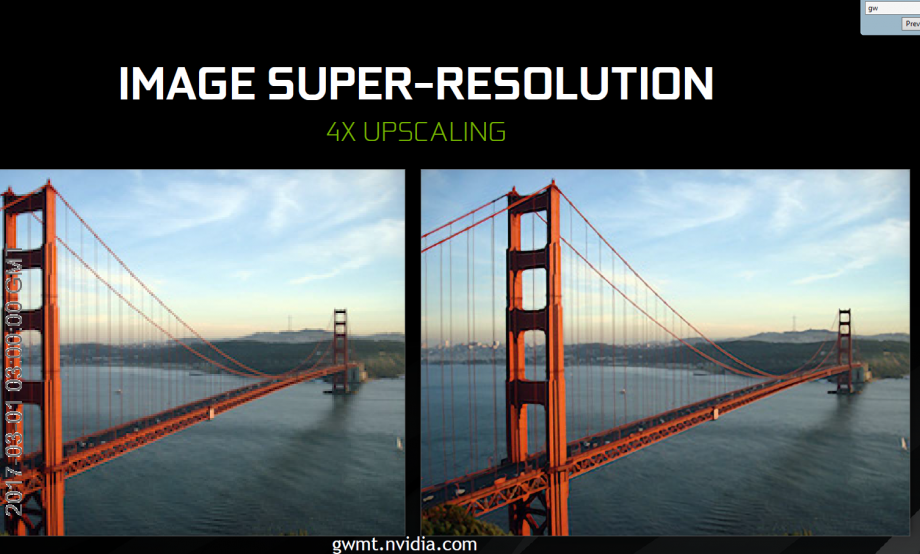 gw
Prev
IMAGE SUPER-RESOLUTION
4X UPSCALING
2017-03-01 03:00:00 GMT
gwmt.nvidia.com